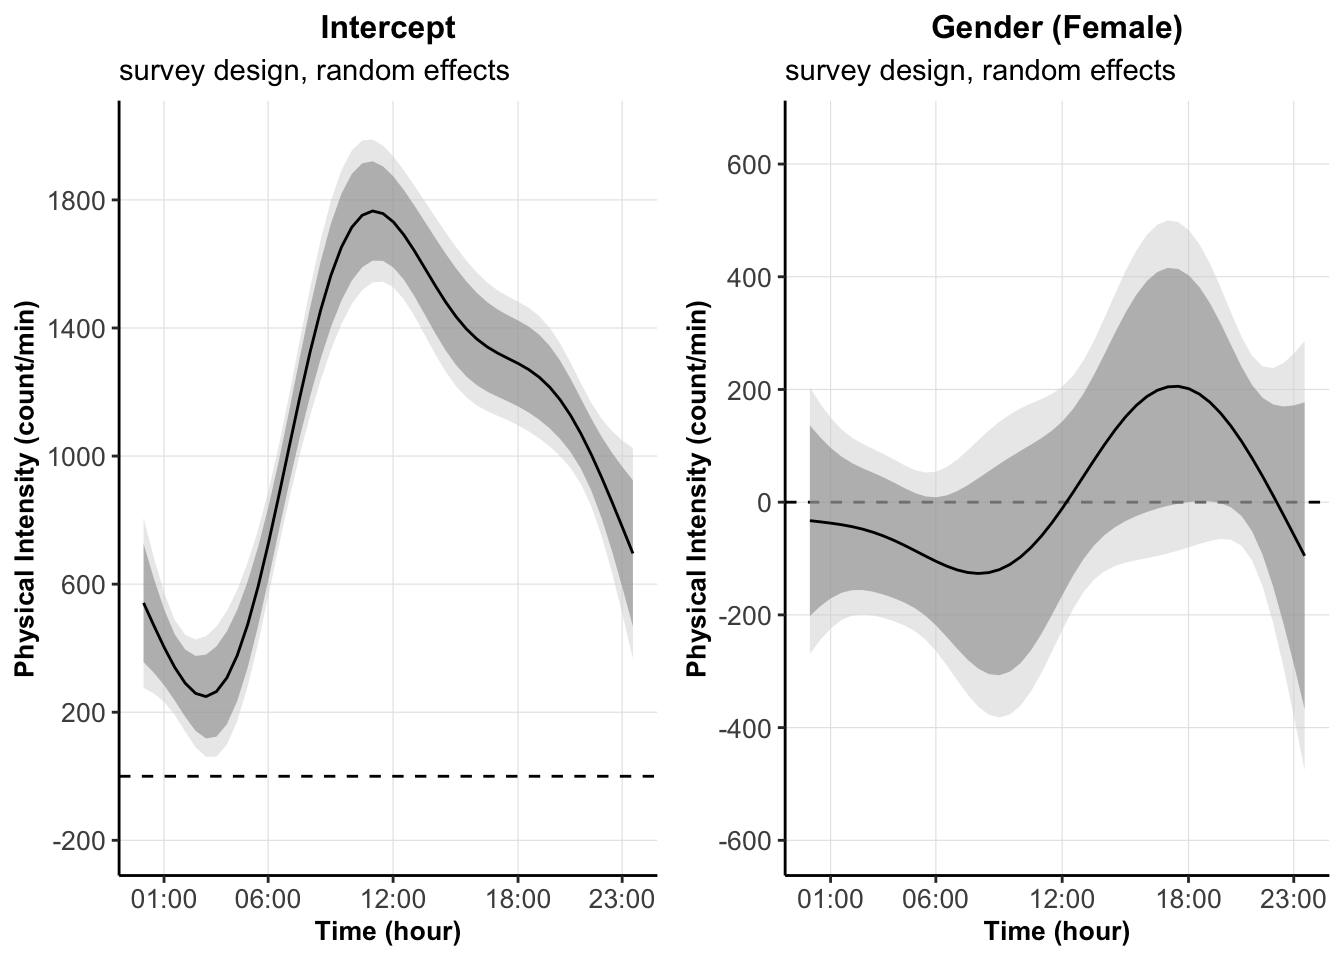 Intercept
survey design, random effects
Physical Intensity (count/min)
1800
1400
1000
600
200
-200
01:00 06:00 12:00 18:00 23:00
Time (hour)
Gender (Female)
survey design, random effects
Physical Intensity (count/min)
600
400
200
0
-200
-400
-600
01:00 06:00 12:00 18:00 23:00
Time (hour)